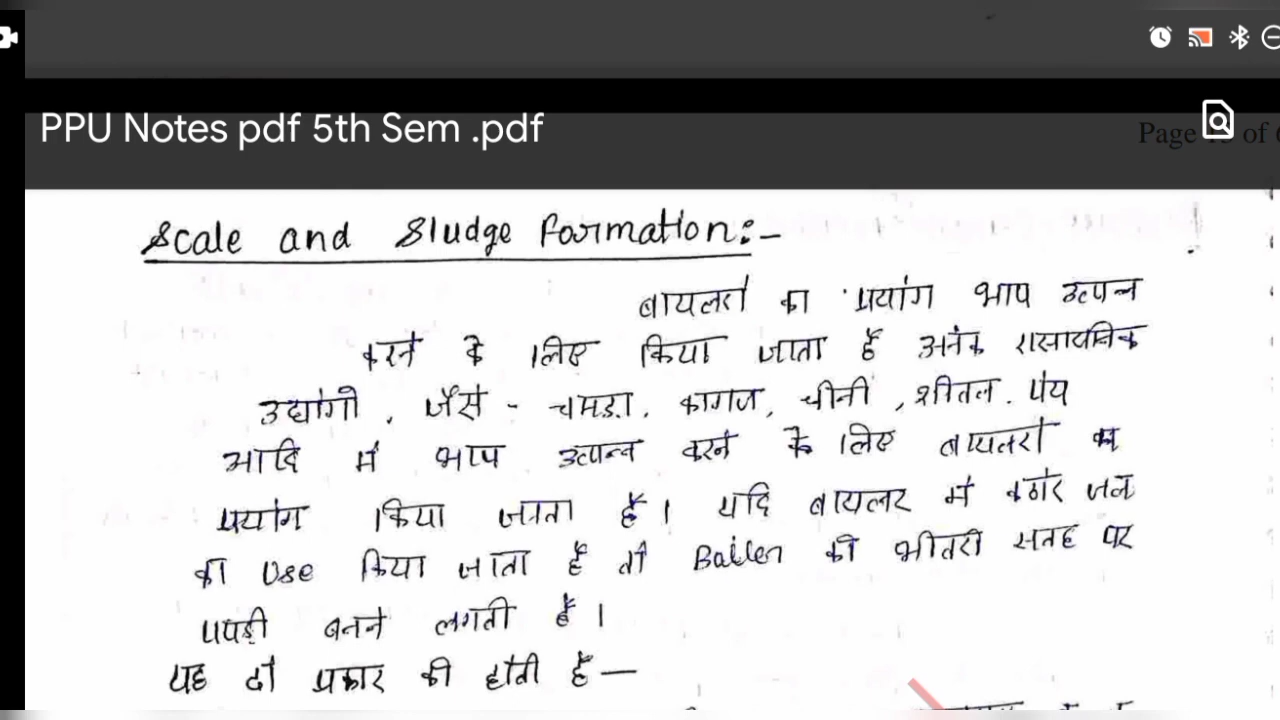 PPU Notes pdf 5th Sem .pdf
Page of
Scale and Sludge Formation:-
बायलरों का प्रयोग भाप उत्पन्न
करने के लिए किया जाता है अनेक रासायनिक
उद्योगों , जैसे - चमड़ा, कागज, चीनी , शीतल . पेय
आदि में भाप उत्पन्न करने के लिए बायलरों का
प्रयोग किया जाता है । यदि बायलर में कठोर जल
का Use किया जाता है तो Boiler की भीतरी सतह पर
पपड़ी बनने लगती है ।
यह दो प्रकार की होती है —